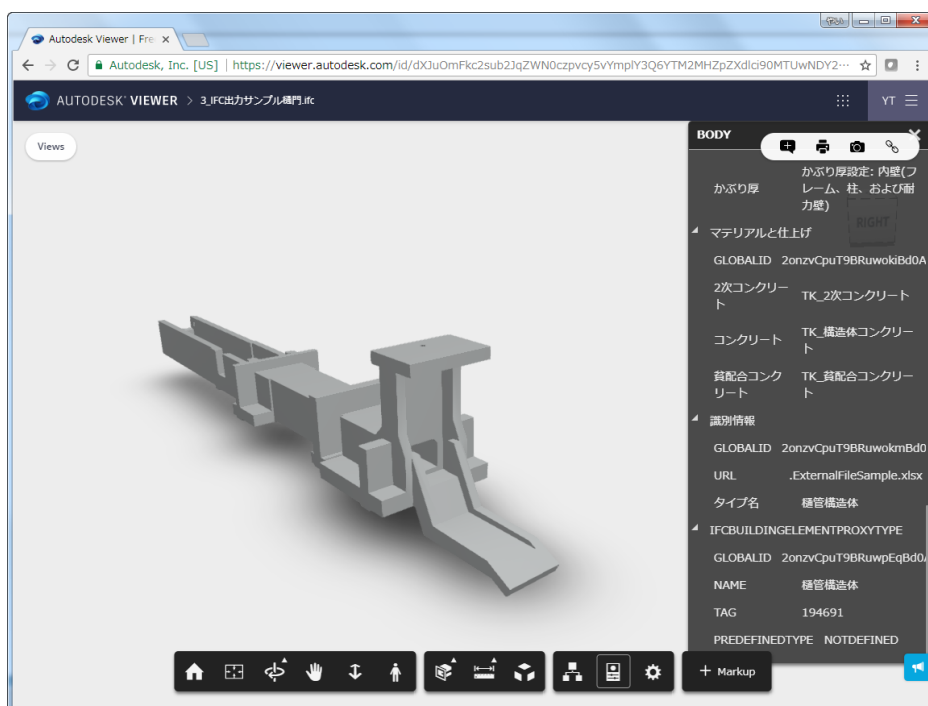 Autodesk Viewer | Fre
Autodesk, Inc. [US] | https://viewer.autodesk.com/id/dXJuOmFkc2sub2JqZWN0czpvcy5vYmplY3Q6YTM2MHZpZXdlci90MTUwNDY2…
AUTODESK® VIEWER > 3_IFC出力サンプル樋門.ifc
YT
Views
BODY
かぶり厚 かぶり厚設定: 内壁(フ
レーム、柱、および耐
力壁)
RIGHT
マテリアルと仕上げ
GLOBALID 2onzvCpuT9BRuwokiBd0A
2次コンクリー
ト TK_2次コンクリート
コンクリート TK_構造体コンクリー
ト
貧配合コンク TK_貧配合コンクリー
リート ト
識別情報
GLOBALID 2onzvCpuT9BRuwokmBd0
URL .ExternalFileSample.xlsx
タイプ名 樋管構造体
IFCBUILDINGELEMENTPROXYTYPE
GLOBALID 2onzvCpuT9BRuwpEqBd0A
NAME 樋管構造体
TAG 194691
PREDEFINEDTYPE NOTDEFINED
+ Markup